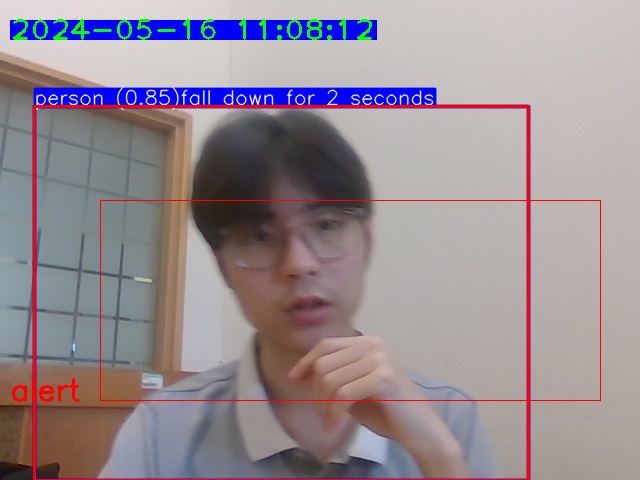 2024-05-16 11:08:12
person (0.85)fall down for 2 seconds
alert